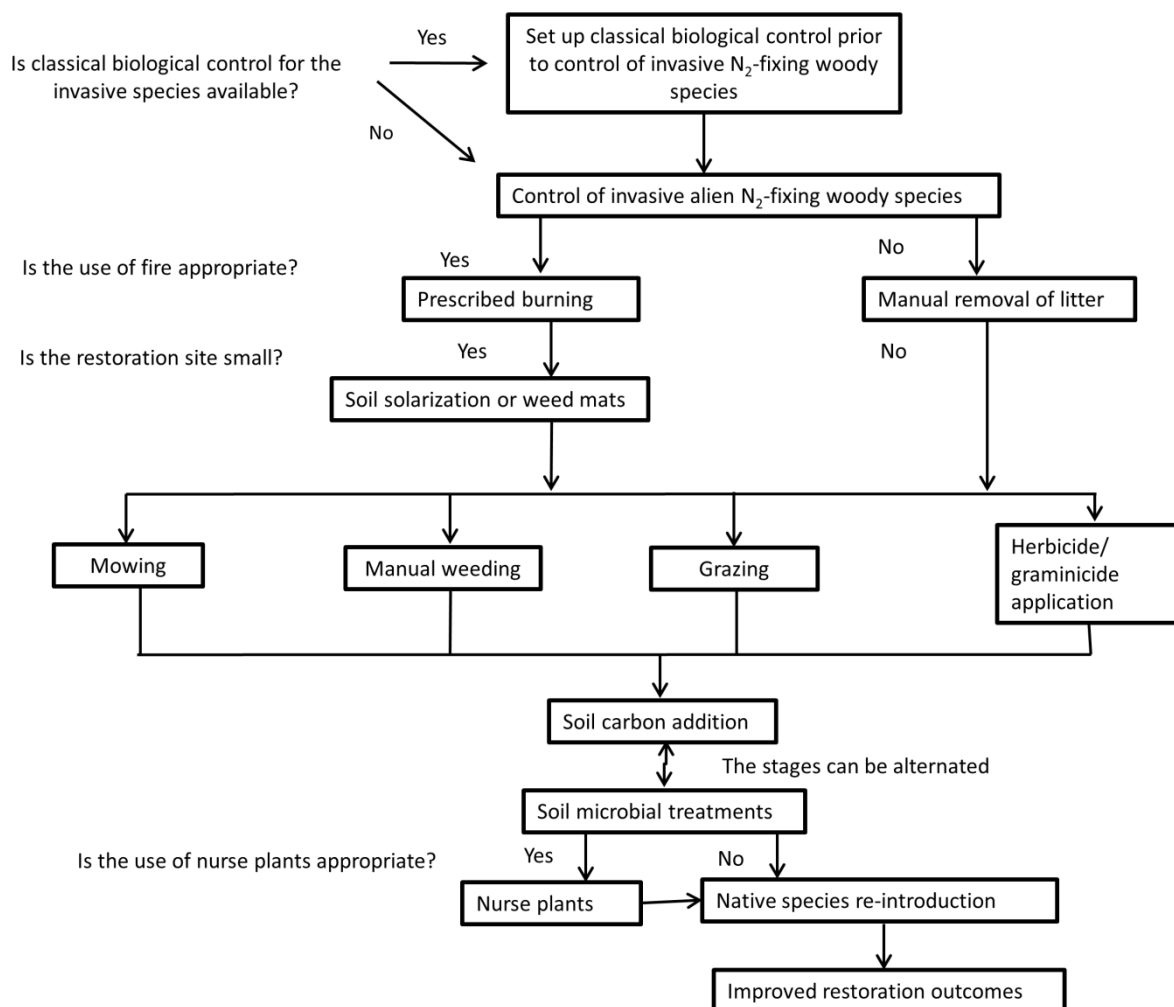 Yes
Is classical biological control for the
invasive species available?
Set up classical biological control prior
to control of invasive N₂-fixing woody
species
No
Control of invasive alien N₂-fixing woody species
Is the use of fire appropriate?
Yes
No
Prescribed burning
Manual removal of litter
Is the restoration site small?
Yes
No
Soil solarization or weed mats
Mowing
Manual weeding
Grazing
Herbicide/
graminicide
application
Soil carbon addition
The stages can be alternated
Soil microbial treatments
Is the use of nurse plants appropriate?
Yes
No
Nurse plants
Native species re-introduction
Improved restoration outcomes